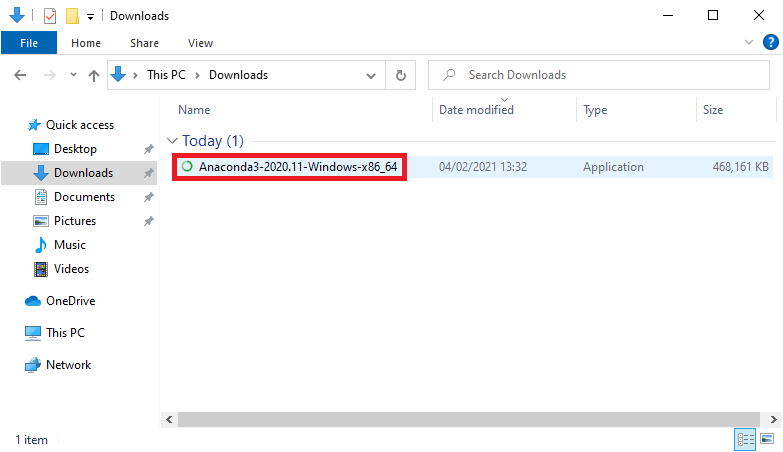 Downloads
File Home Share View
This PC Downloads Search Downloads
Name Date modified Type Size
Quick access
Today (1)
Desktop
Anaconda3-2020.11-Windows-x86_64 04/02/2021 13:32 Application 468,161 KB
Downloads
Documents
Pictures
Music
Videos
OneDrive
This PC
Network
1 item